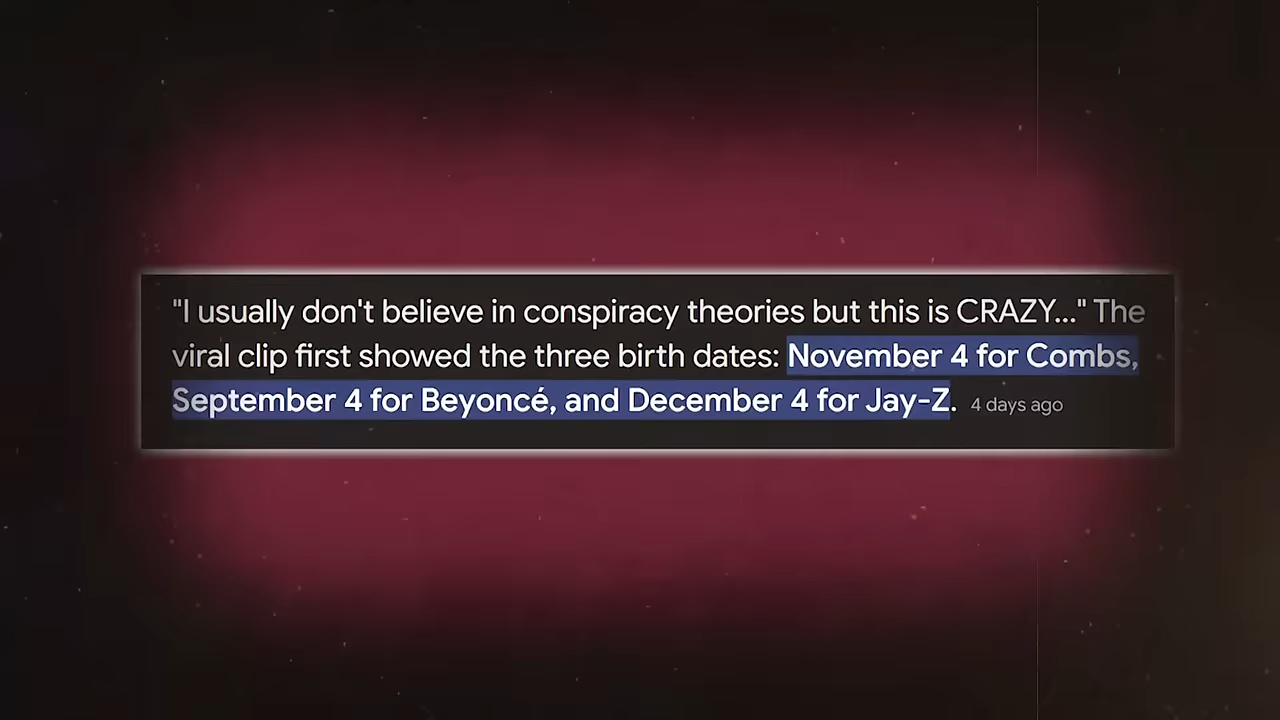 "I usually don't believe in conspiracy theories but this is CRAZY..." The
viral clip first showed the three birth dates: November 4 for Combs,
September 4 for Beyoncé, and December 4 for Jay-Z. 4 days ago